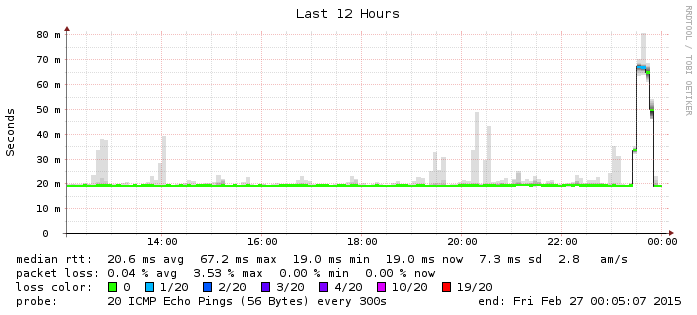 Last 12 Hours
RRDTOOL / TOBI OETIKER
Seconds
80 m
70 m
60 m
50 m
40 m
30 m
20 m
10 m
0
14:00 16:00 18:00 20:00 22:00 00:00
median rtt: 20.6 ms avg 67.2 ms max 19.0 ms min 19.0 ms now 7.3 ms sd 2.8 am/s
packet loss: 0.04 % avg 3.53 % max 0.00 % min 0.00 % now
loss color: 0 1/20 2/20 3/20 4/20 10/20 19/20
probe: 20 ICMP Echo Pings (56 Bytes) every 300s end: Fri Feb 27 00:05:07 2015